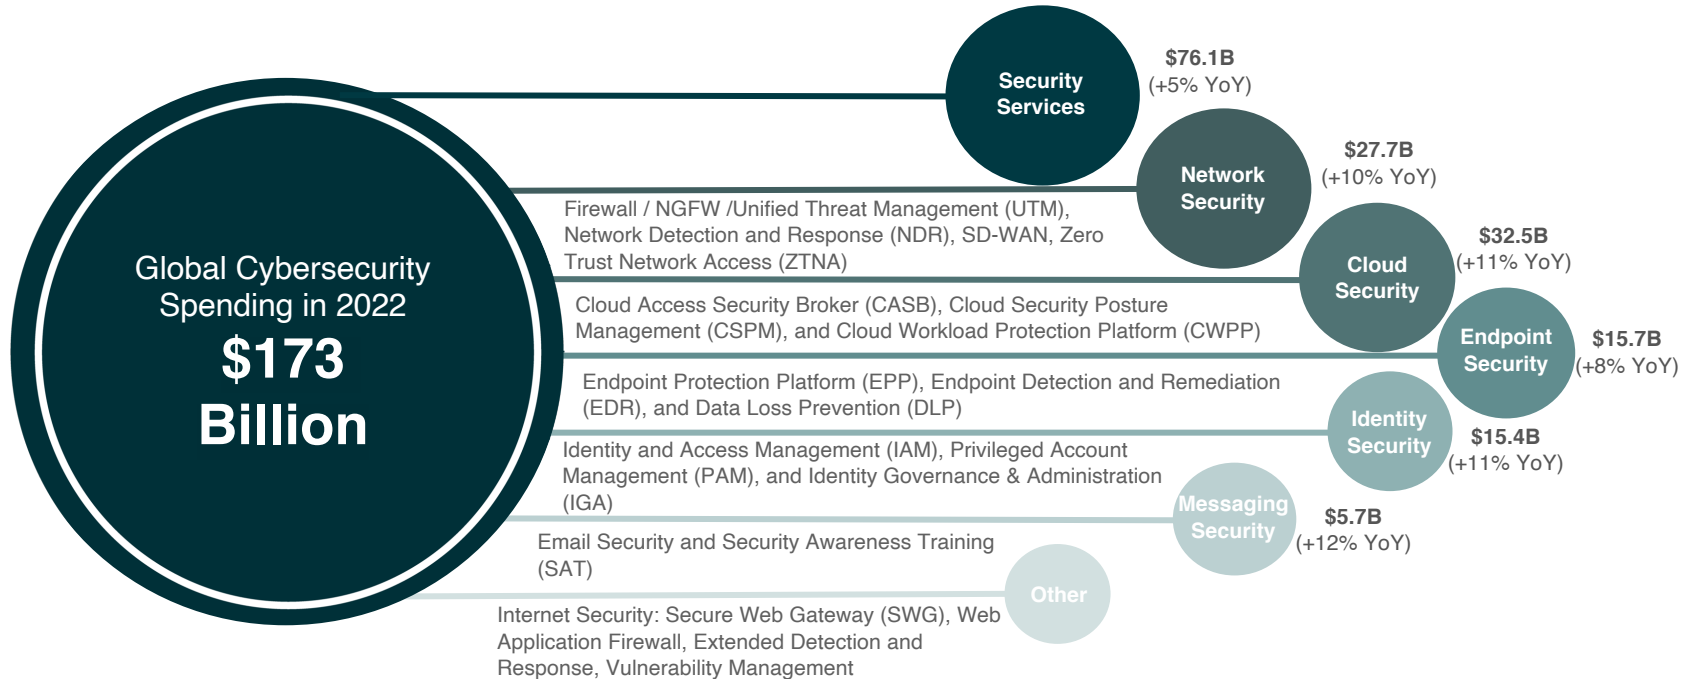 Global Cybersecurity
Spending in 2022
$173
Billion
Security
Services
$76.1B
(+5% YoY)
Network
Security
$27.7B
(+10% YoY)
Firewall / NGFW /Unified Threat Management (UTM),
Network Detection and Response (NDR), SD-WAN, Zero
Trust Network Access (ZTNA)
Cloud
Security
$32.5B
(+11% YoY)
Cloud Access Security Broker (CASB), Cloud Security Posture
Management (CSPM), and Cloud Workload Protection Platform (CWPP)
Endpoint
Security
$15.7B
(+8% YoY)
Endpoint Protection Platform (EPP), Endpoint Detection and Remediation
(EDR), and Data Loss Prevention (DLP)
Identity
Security
$15.4B
(+11% YoY)
Identity and Access Management (IAM), Privileged Account
Management (PAM), and Identity Governance & Administration
(IGA)
Messaging
Security
$5.7B
(+12% YoY)
Email Security and Security Awareness Training
(SAT)
Other
Internet Security: Secure Web Gateway (SWG), Web
Application Firewall, Extended Detection and
Response, Vulnerability Management